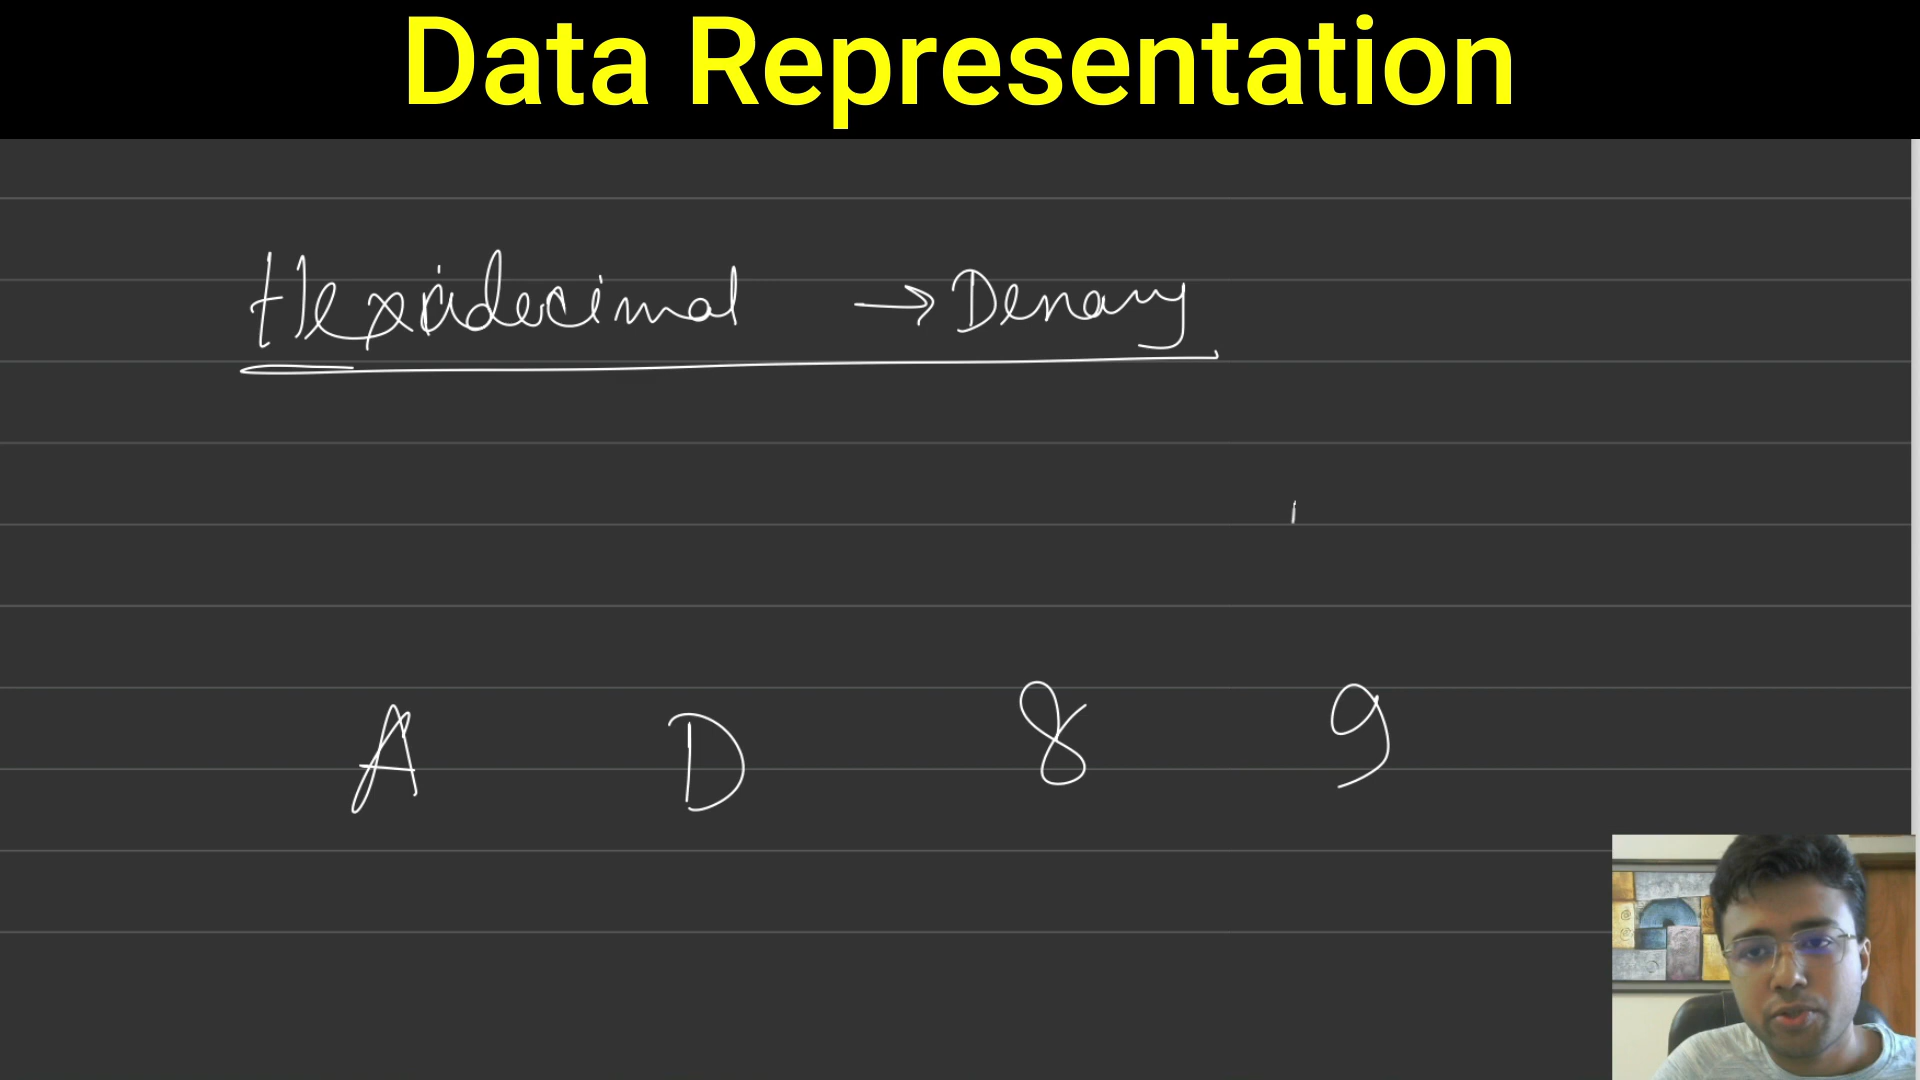 Data Representation
Hexadecimal → Denary
A D 8 9